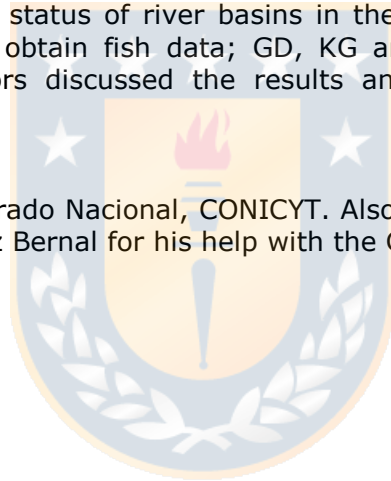 status of river basins in the
obtain fish data; GD, KG a
ors discussed the results an
rado Nacional, CONICYT. Also
z Bernal for his help with the